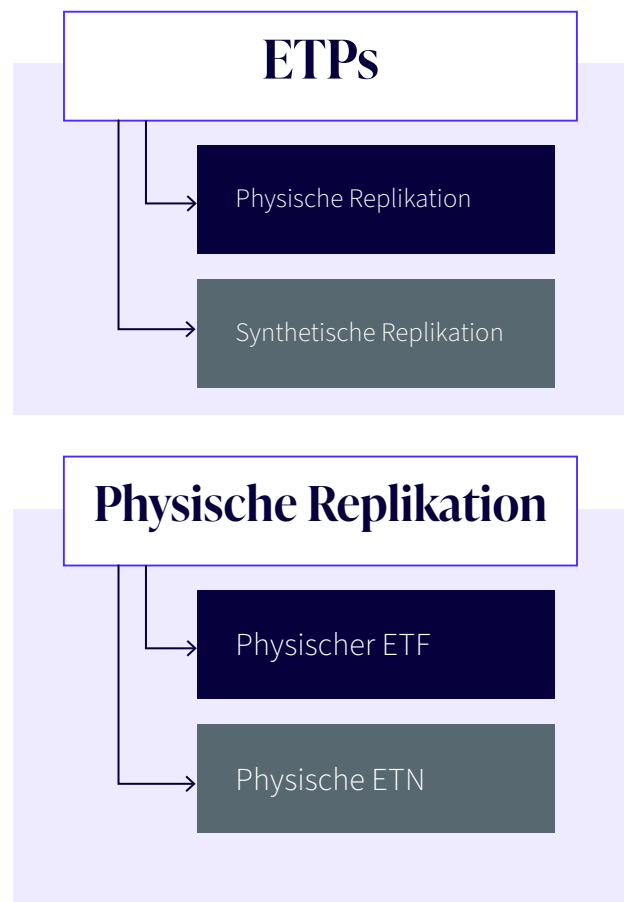 ETPs
Physische Replikation
Synthetische Replikation
Physische Replikation
Physischer ETF
Physische ETN